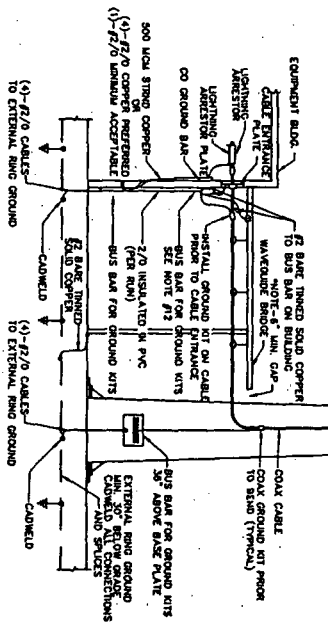 EQUIPMENT BLDG.
CABLE ENTRANCE
PLATE
LIGHTNING
ARRESTOR
LIGHTNING
ARRESTOR PLATE
CO GROUND BAR
500 MCM STRND COPPER
OR
(4)-#2/0 COPPER PREFERRED
(1)-#2/0 MINIMUM ACCEPTABLE
(4)-#2/0 CABLES
TO EXTERNAL RING GROUND
#2 BARE TINNED SOLID COPPER
TO BUS BAR ON BUILDING
*NOTE-8" MIN. GAP
WAVEGUIDE BRIDGE
INSTALL GROUND KIT ON CABLE
PRIOR TO CABLE ENTRANCE
BUS BAR FOR GROUND KITS
SEE NOTE #12
2/0 INSULATED IN PVC
(PER RUN)
BUS BAR FOR GROUND KITS
#2 BARE TINNED
SOLID COPPER
CADWELD
COAX CABLE
COAX GROUND KIT PRIOR
TO BEND (TYPICAL)
BUS BAR FOR GROUND KITS
36" ABOVE BASE PLATE
EXTERNAL RING GROUND
MIN. 30" BELOW GRADE
CADWELD ALL CONNECTIONS
AND SPLICES
(4)-#2/0 CABLES
TO EXTERNAL RING GROUND
CADWELD